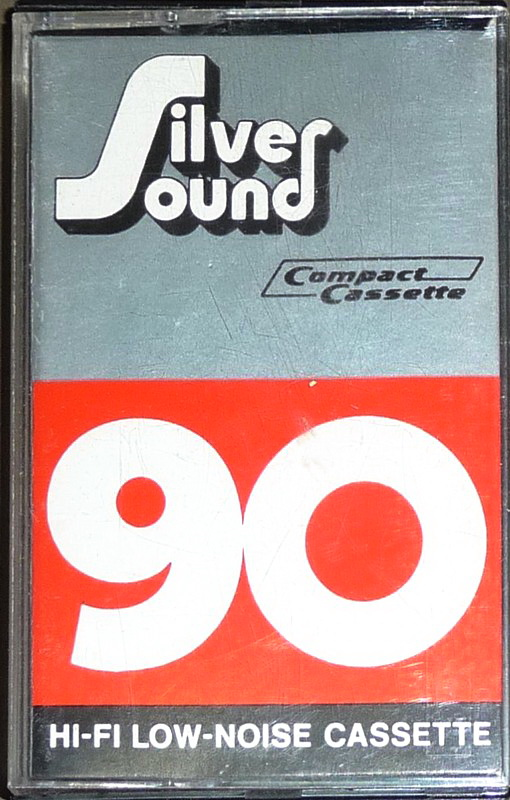 Silver
Sound
Compact
Cassette
90
HI-FI LOW-NOISE CASSETTE